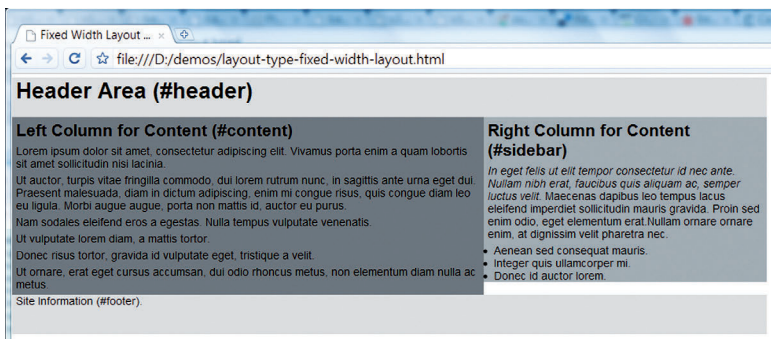 Fixed Width Layout ...
file:///D:/demos/layout-type-fixed-width-layout.html
Header Area (#header)
Left Column for Content (#content)
Lorem ipsum dolor sit amet, consectetur adipiscing elit. Vivamus porta enim a quam lobortis
sit amet sollicitudin nisi lacinia.
Ut auctor, turpis vitae fringilla commodo, dui lorem rutrum nunc, in sagittis ante urna eget dui.
Praesent malesuada, diam in dictum adipiscing, enim mi congue risus, quis congue diam leo
eu ligula. Morbi augue augue, porta non mattis id, auctor eu purus.
Nam sodales eleifend eros a egestas. Nulla tempus vulputate venenatis.
Ut vulputate lorem diam, a mattis tortor.
Donec risus tortor, gravida id vulputate eget, tristique a velit.
Ut ornare, erat eget cursus accumsan, dui odio rhoncus metus, non elementum diam nulla ac
metus.
Right Column for Content
(#sidebar)
In eget felis ut elit tempor consectetur id nec ante.
Nullam nibh erat, faucibus quis aliquam ac, semper
luctus velit. Maecenas dapibus leo tempus lacus
eleifend imperdiet sollicitudin mauris gravida. Proin sed
enim odio, eget elementum erat.Nullam ornare ornare
enim, at dignissim velit pharetra nec.
• Aenean sed consequat mauris.
• Integer quis ullamcorper mi.
• Donec id auctor lorem.
Site Information (#footer).